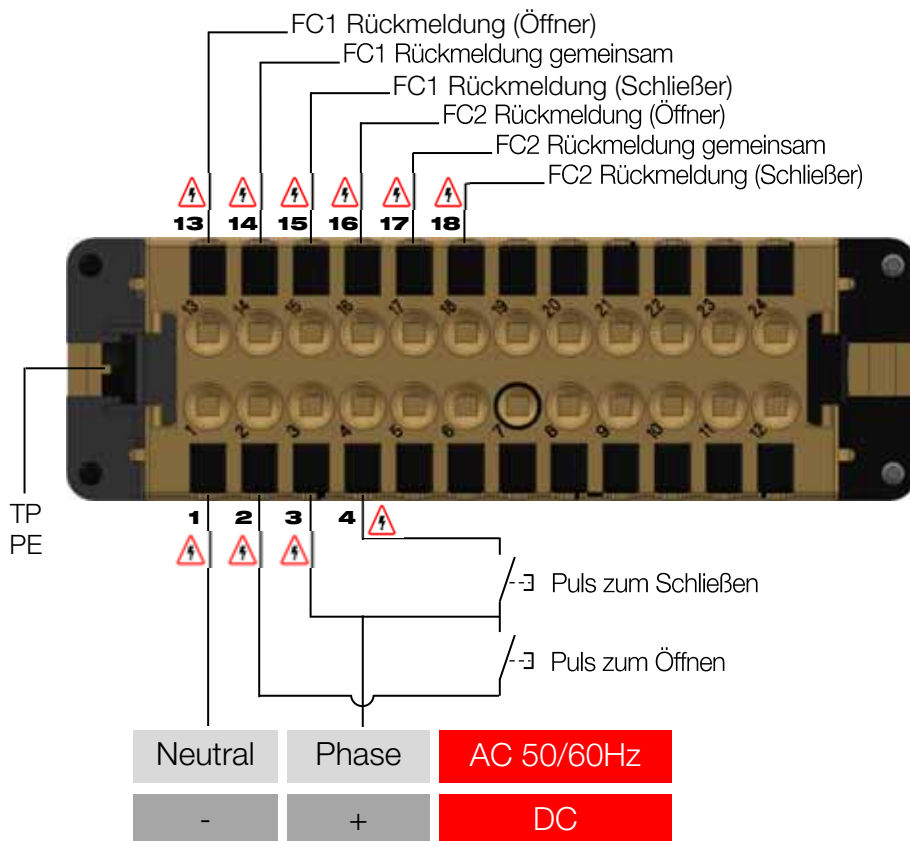 FC1 Rückmeldung (Öffner)
FC1 Rückmeldung gemeinsam
FC1 Rückmeldung (Schließer)
FC2 Rückmeldung (Öffner)
FC2 Rückmeldung gemeinsam
FC2 Rückmeldung (Schließer)
13 14 15 16 17 18
13 14 15 16 17 18 19 20 21 22 23 24
1 2 3 4 5 6 7 8 9 10 11 12
TP
PE
1 2 3 4
Puls zum Schließen
Puls zum Öffnen
Neutral Phase AC 50/60Hz
- + DC